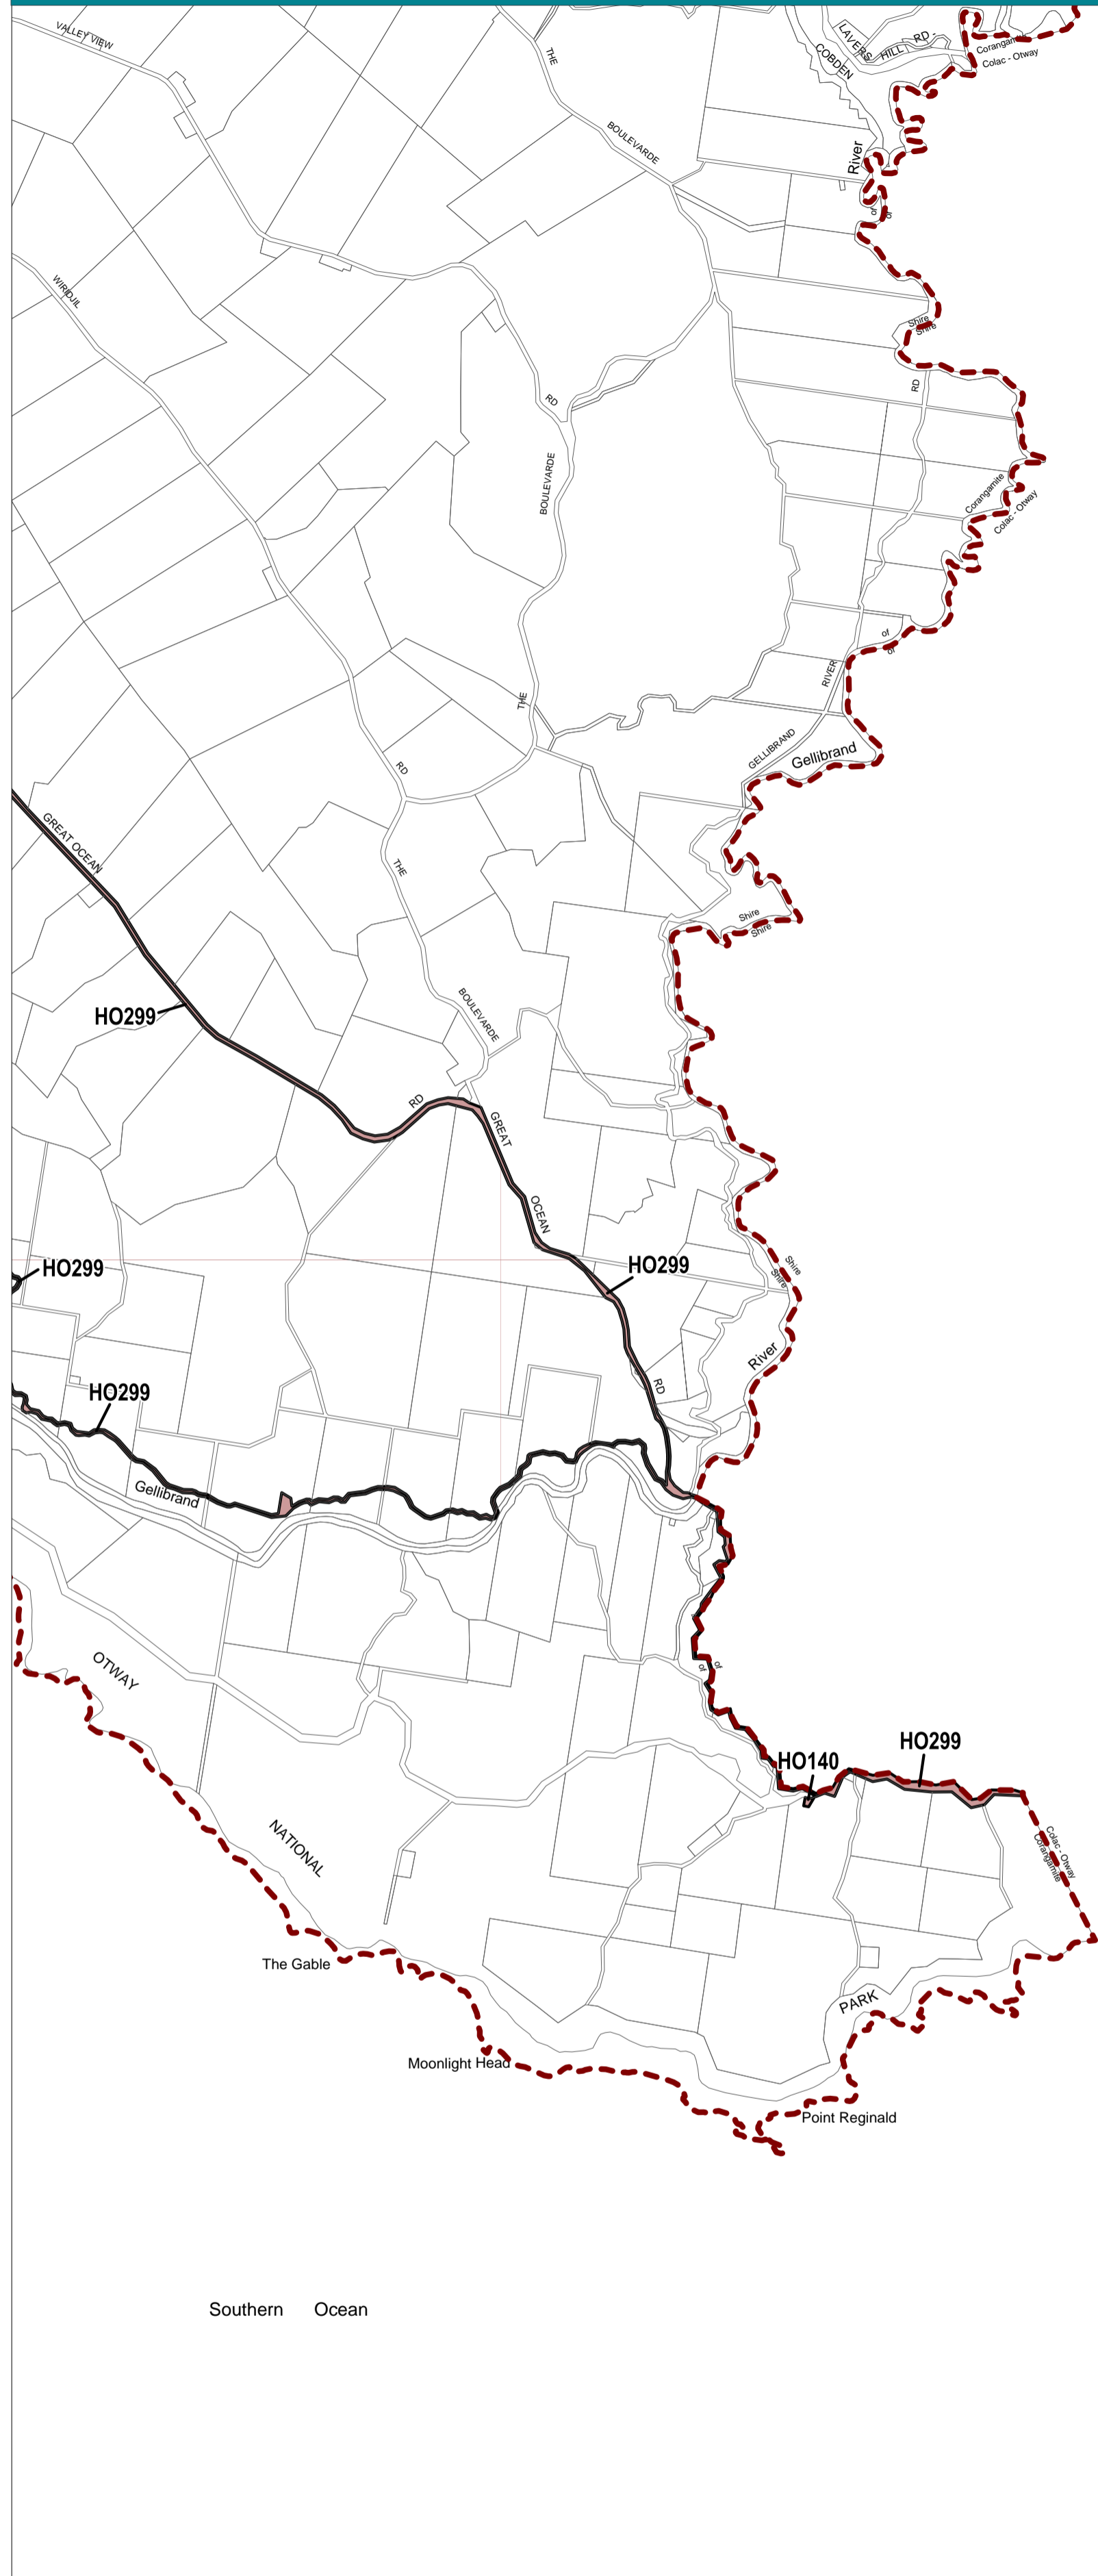 VALLEY VIEW
THE
LAVERS
HILL
RD
COBDEN
Corangamite
Colac - Otway
BOULEVARDE
River
of
of
WIRIDJIL
Shire
Shire
RD
RD
BOULEVARDE
Corangamite
Colac - Otway
of
of
RIVER
THE
GELLIBRAND
Gellibrand
RD
GREAT OCEAN
THE
Shire
Shire
HO299
BOULEVARDE
RD
GREAT
OCEAN
HO299
HO299
Shire
Shire
River
RD
HO299
Gellibrand
OTWAY
of
of
HO299
HO140
NATIONAL
Colac - Otway
Corangamite
The Gable
PARK
Moonlight Head
Point Reginald
Southern Ocean